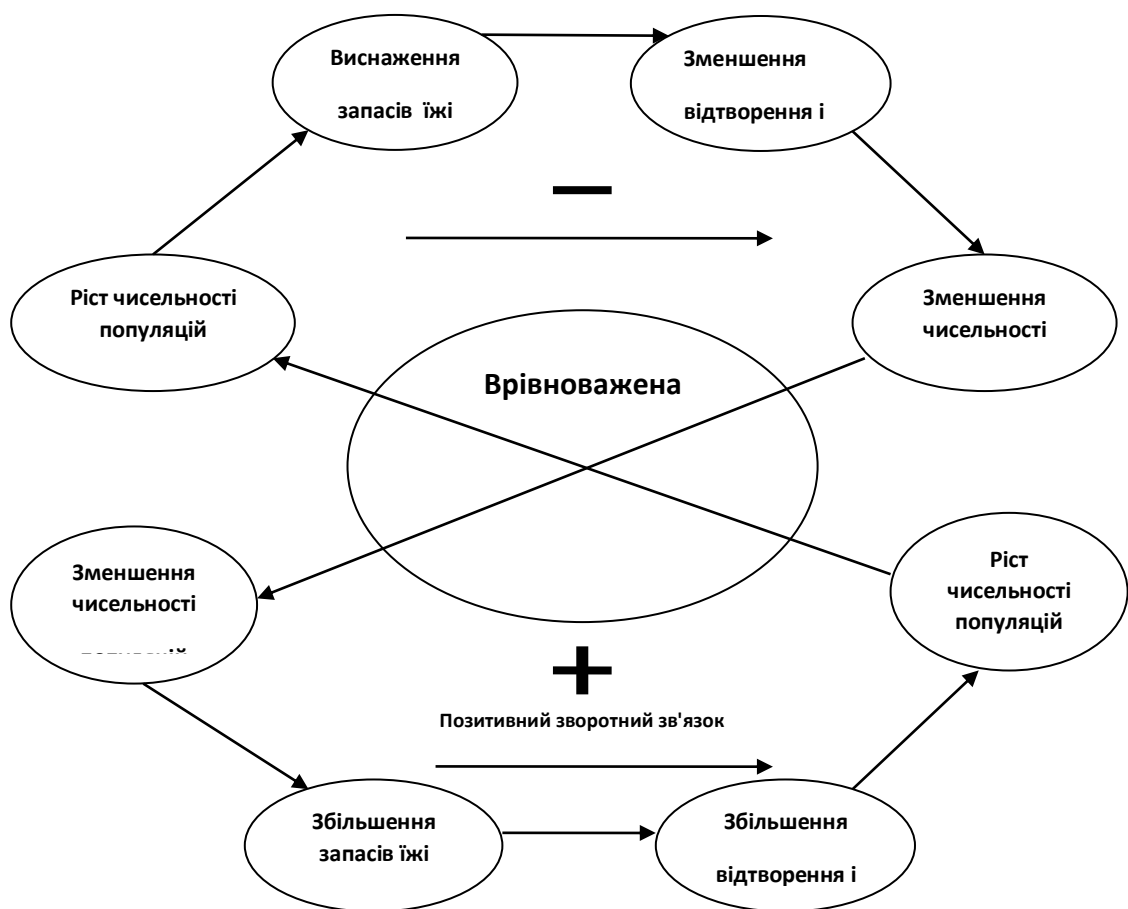 Виснаження
запасів їжі
Зменшення
відтворення і
Ріст чисельності
популяцій
Зменшення
чисельності
Врівноважена
Зменшення
чисельності
Ріст
чисельності
популяцій
Позитивний зворотний зв'язок
Збільшення
запасів їжі
Збільшення
відтворення і